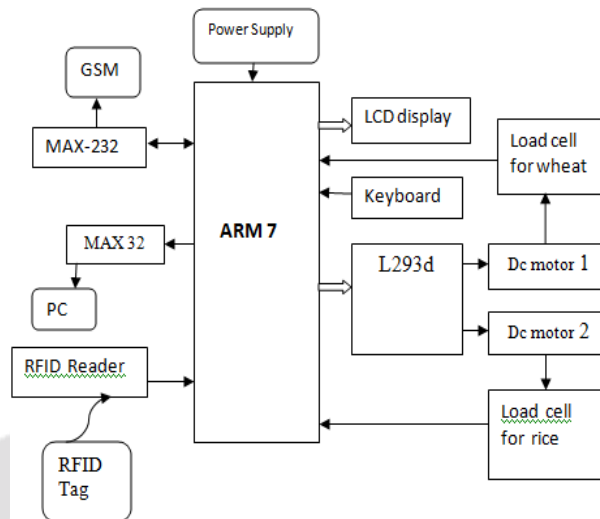 Power Supply
GSM
MAX-232
LCD display
Load cell
for wheat
Keyboard
ARM 7
MAX 32
L293d
Dc motor 1
PC
Dc motor 2
RFID Reader
Load cell
for rice
RFID
Tag